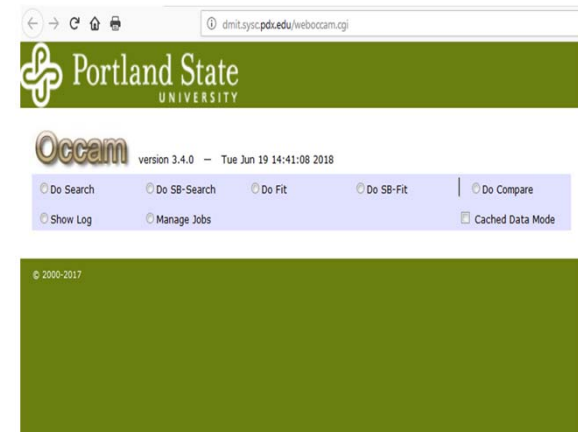 dmit.sysc.pdx.edu/weboccam.cgi
Portland State
UNIVERSITY
Occam version 3.4.0 — Tue Jun 19 14:41:08 2018
Do Search Do SB-Search Do Fit Do SB-Fit | Do Compare
Show Log Manage Jobs Cached Data Mode
© 2000-2017